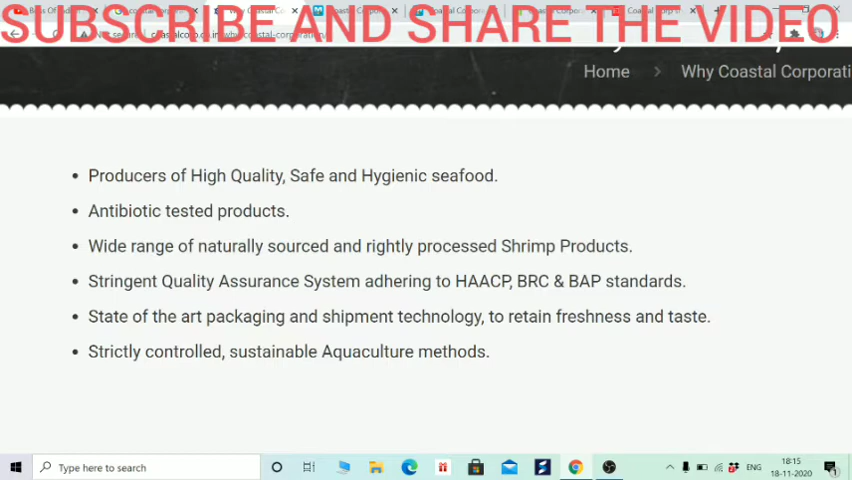 SUBSCRIBE AND SHARE THE VIDEO
Home > Why Coastal Corporati
• Producers of High Quality, Safe and Hygienic seafood.
• Antibiotic tested products.
• Wide range of naturally sourced and rightly processed Shrimp Products.
• Stringent Quality Assurance System adhering to HAACP, BRC & BAP standards.
• State of the art packaging and shipment technology, to retain freshness and taste.
• Strictly controlled, sustainable Aquaculture methods.
Type here to search
ENG
18:15
18-11-2020